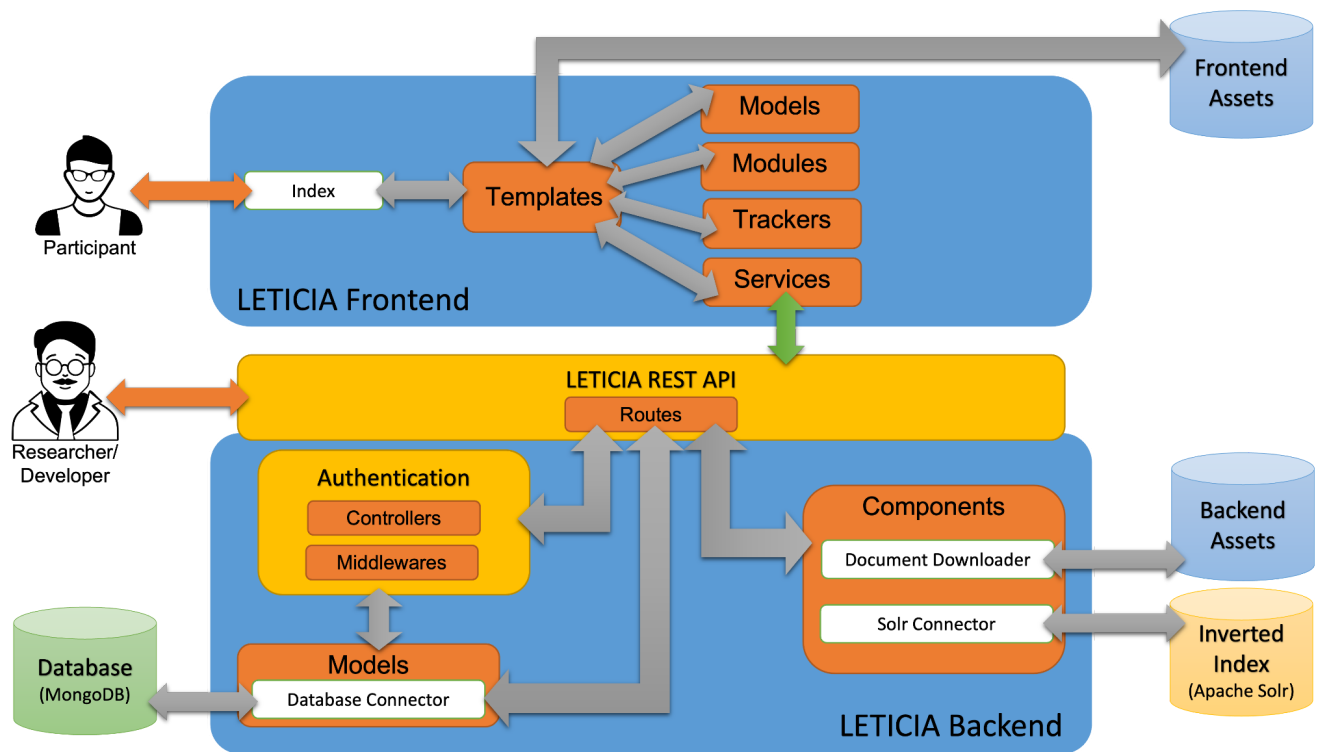 Frontend
Assets
Models
Modules
Index
Templates
Trackers
Participant
Services
LETICIA Frontend
LETICIA REST API
Routes
Researcher/
Developer
Authentication
Controllers
Middlewares
Components
Document Downloader
Solr Connector
Backend
Assets
Inverted
Index
(Apache Solr)
Database
(MongoDB)
Models
Database Connector
LETICIA Backend